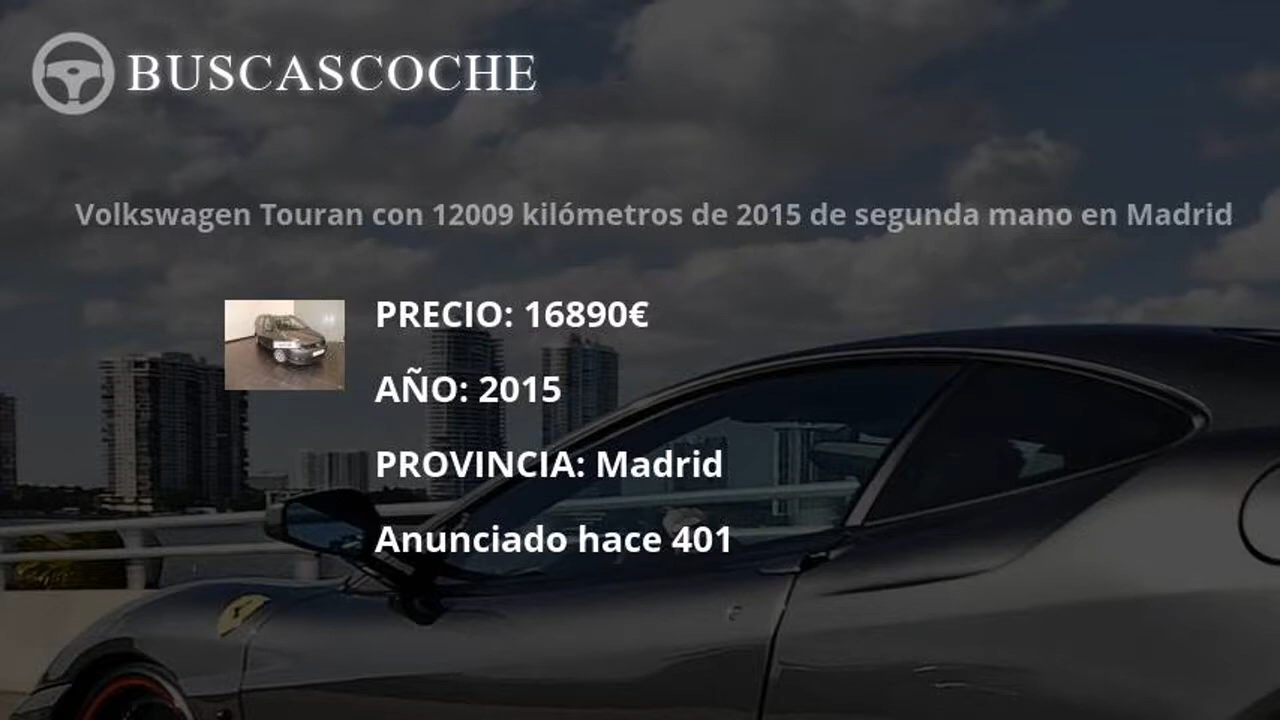 BUSCASCOCHE
Volkswagen Touran con 12009 kilómetros de 2015 de segunda mano en Madrid
PRECIO: 16890€
AÑO: 2015
PROVINCIA: Madrid
Anunciado hace 401